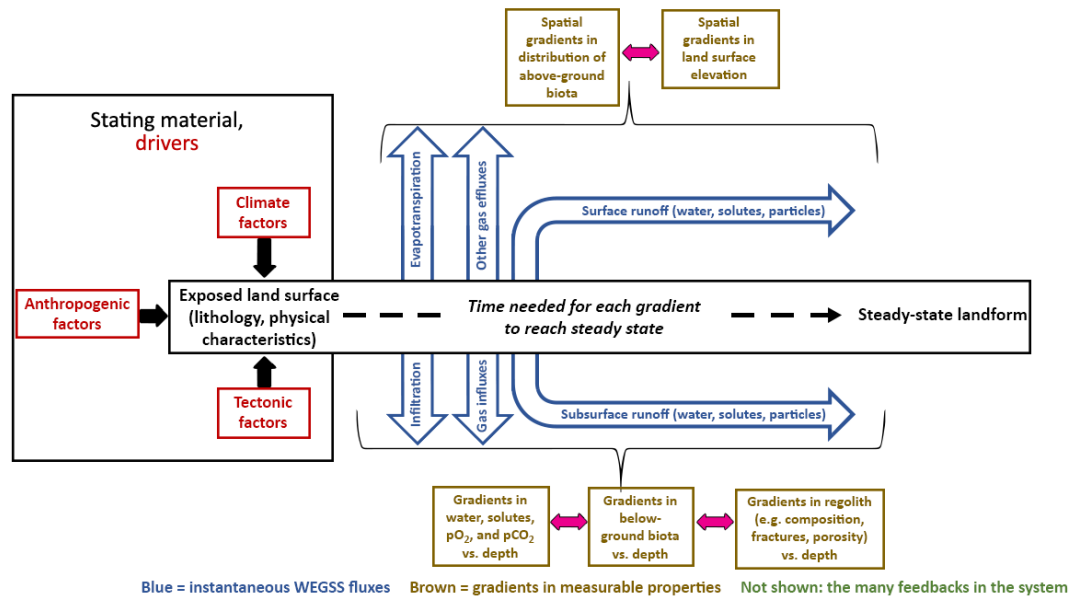 Spatial
gradients in
distribution of
above-ground
biota
Spatial
gradients in
land surface
elevation
Stating material,
drivers
Climate
factors
Anthropogenic
factors
Tectonic
factors
Exposed land surface
(lithology, physical
characteristics)
Time needed for each gradient
to reach steady state
Steady-state landform
Evapotranspiration
Other gas effluxes
Surface runoff (water, solutes, particles)
Infiltration
Gas influxes
Subsurface runoff (water, solutes, particles)
Gradients in
water, solutes,
pO₂, and pCO₂
vs. depth
Gradients in
below-
ground biota
vs. depth
Gradients in regolith
(e.g. composition,
fractures, porosity)
vs. depth
Blue = instantaneous WEGSS fluxes
Brown = gradients in measurable properties
Not shown: the many feedbacks in the system